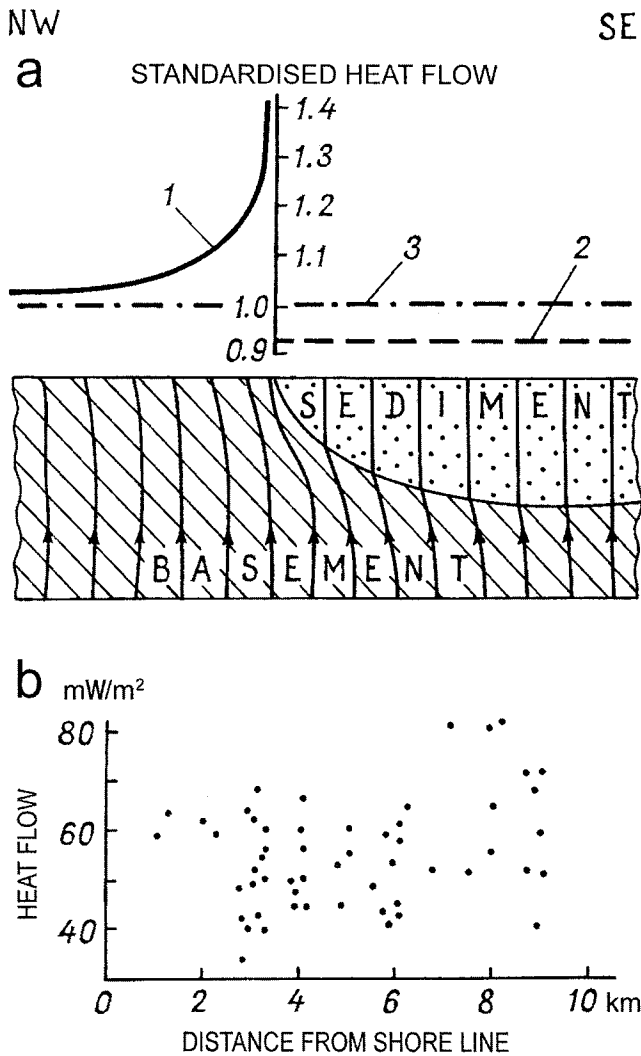 NW SE
a STANDARDISED HEAT FLOW
1.4
1.3
1.2
1 1.1
3 2
1.0
0.9
SEDIMENT
BASEMENT
b mW/m²
80
60
40
HEAT FLOW
0 2 4 6 8 10 km
DISTANCE FROM SHORE LINE